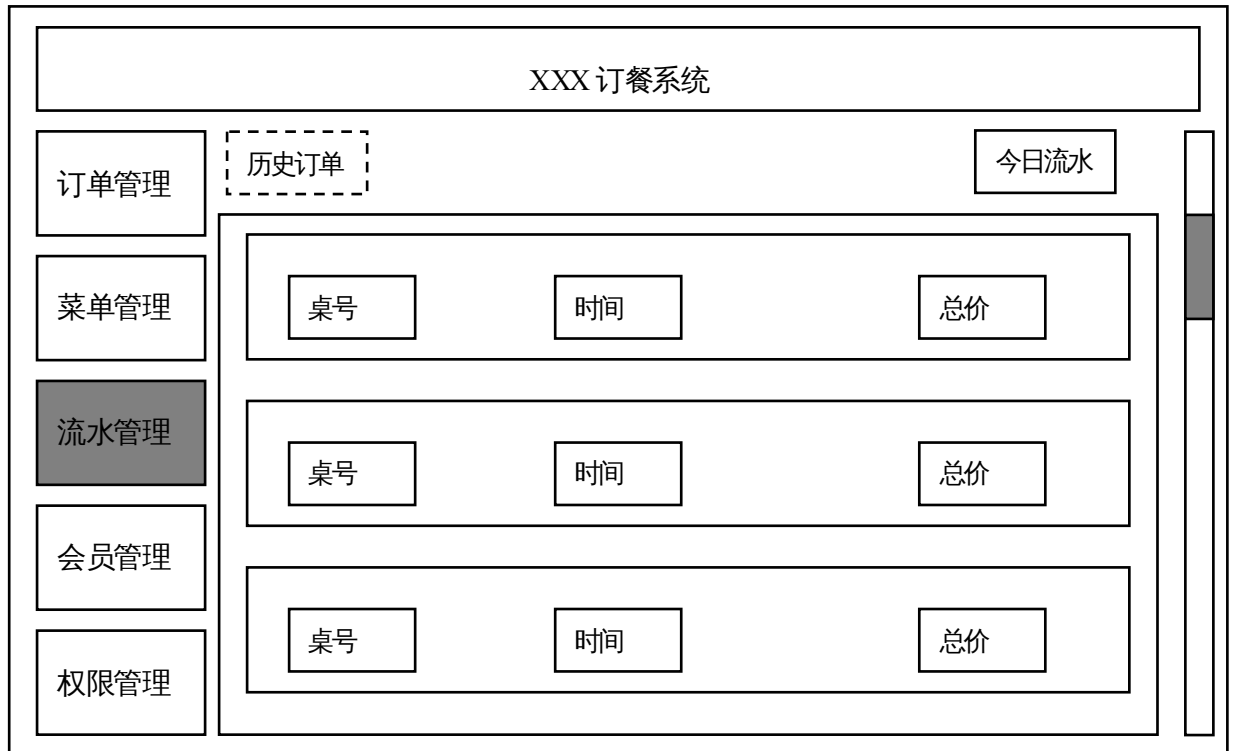 XXX 订餐系统
历史订单
今日流水
订单管理
桌号 时间 总价
菜单管理
桌号 时间 总价
流水管理
会员管理
桌号 时间 总价
权限管理